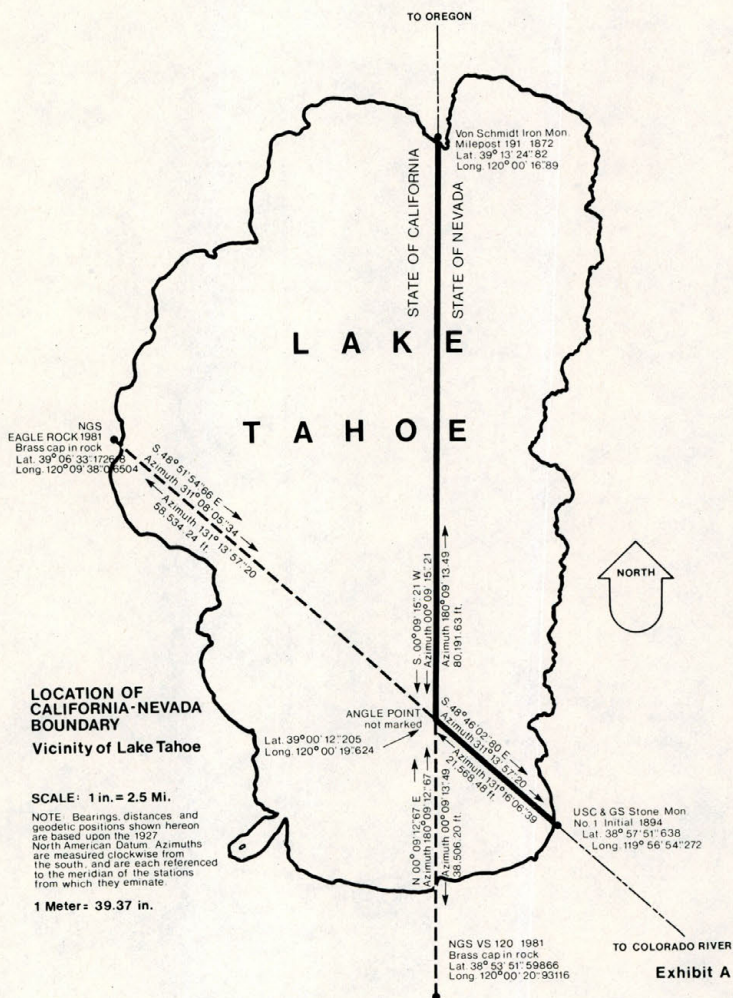 TO OREGON
Von Schmidt Iron Mon.
Milepost 191 1872
Lat. 39° 13' 24."82
Long. 120° 00' 16."89
STATE OF CALIFORNIA
STATE OF NEVADA
LAKE
TAHOE
NGS
EAGLE ROCK 1981
Brass cap in rock
Lat. 39° 06' 33."1726
Long. 120° 09' 38."0 6504
S 48° 51' 54."66 E
Azimuth 311° 08' 05."34
Azimuth 131° 13' 57."20
58,534.24 ft.
S 00° 09' 15."21 W
Azimuth 00° 09' 15."21
Azimuth 180° 09' 13."49
80,191.63 ft.
NORTH
LOCATION OF
CALIFORNIA-NEVADA
BOUNDARY
Vicinity of Lake Tahoe
ANGLE POINT
not marked
Lat. 39° 00' 12."205
Long. 120° 00' 19."624
S 48° 46' 02."80 E
Azimuth 311° 13' 57."20
Azimuth 131° 16' 06."39
21,568.48 ft.
SCALE: 1 in. = 2.5 Mi.
NOTE: Bearings, distances and
geodetic positions shown hereon
are based upon the 1927
North American Datum. Azimuths
are measured clockwise from
the south, and are each referenced
to the meridian of the stations
from which they eminate.
1 Meter = 39.37 in.
N 00° 09' 12."67 E
Azimuth 180° 09' 12."67
Azimuth 00° 09' 13."49
38,506.20 ft.
USC & GS Stone Mon.
No. 1 Initial 1894
Lat. 38° 57' 51."638
Long. 119° 56' 54."272
NGS VS 120 1981
Brass cap in rock
Lat. 38° 53' 51."59866
Long. 120° 00' 20."93116
TO COLORADO RIVER
Exhibit A